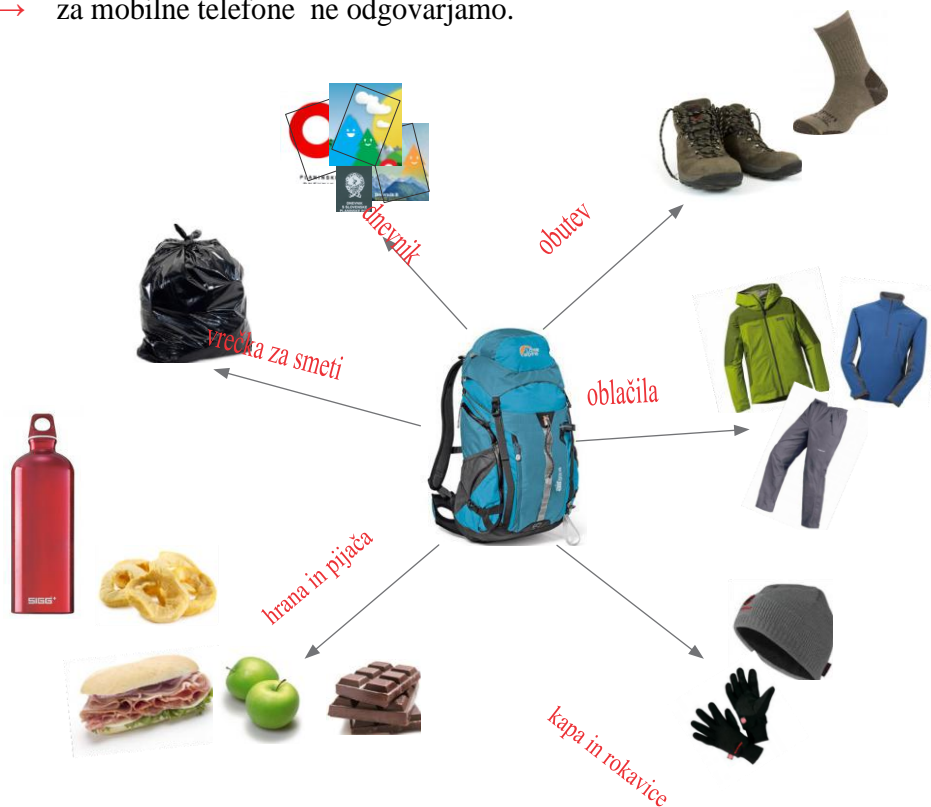 → za mobilne telefone ne odgovarjamo.
dnevnik
obutev
vrečka za smeti
oblačila
SIGG
hrana in pijača
kapa in rokavice